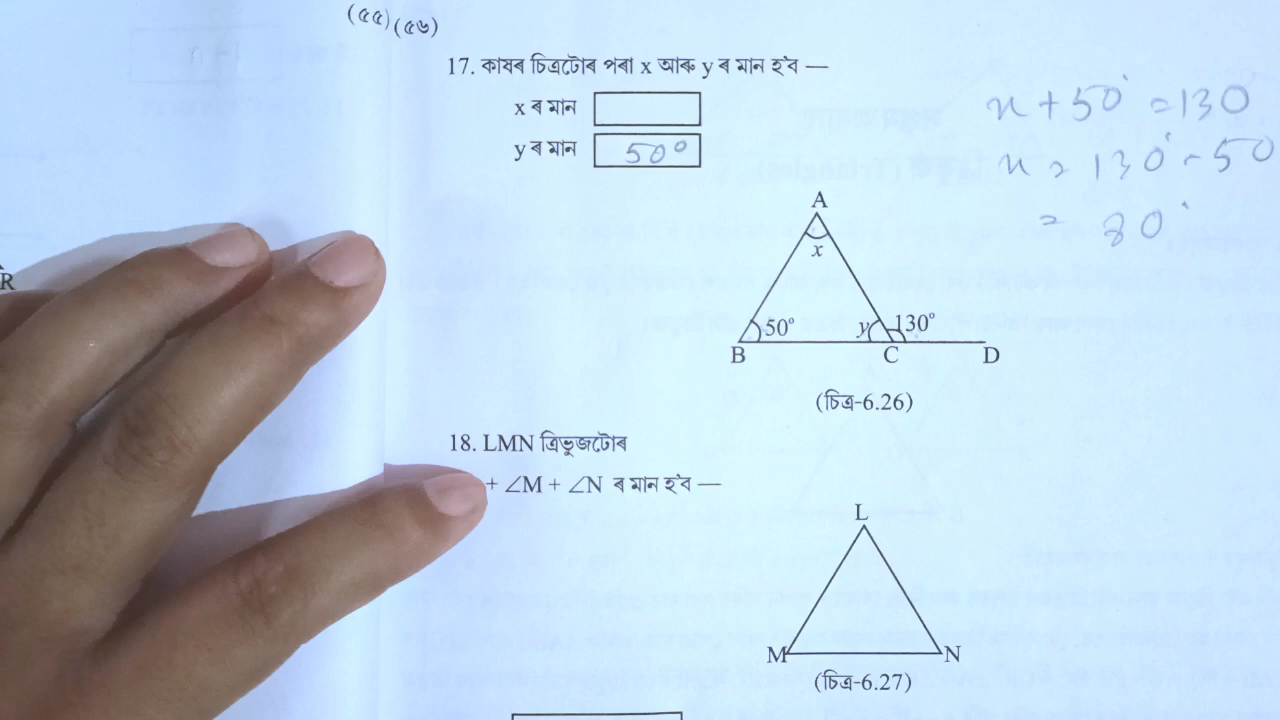 (৫৫) (৫৬)
17. কাষৰ চিত্ৰটোৰ পৰা x আৰু y ৰ মান হ'ব —
x ৰ মান
y ৰ মান 50°
x + 50° = 130
x = 130° - 50
= 80°
A
x
50° y 130°
B C D
(চিত্ৰ-6.26)
18. LMN ত্ৰিভুজটোৰ
+ ∠M + ∠N ৰ মান হ'ব —
L
M N
(চিত্ৰ-6.27)
R